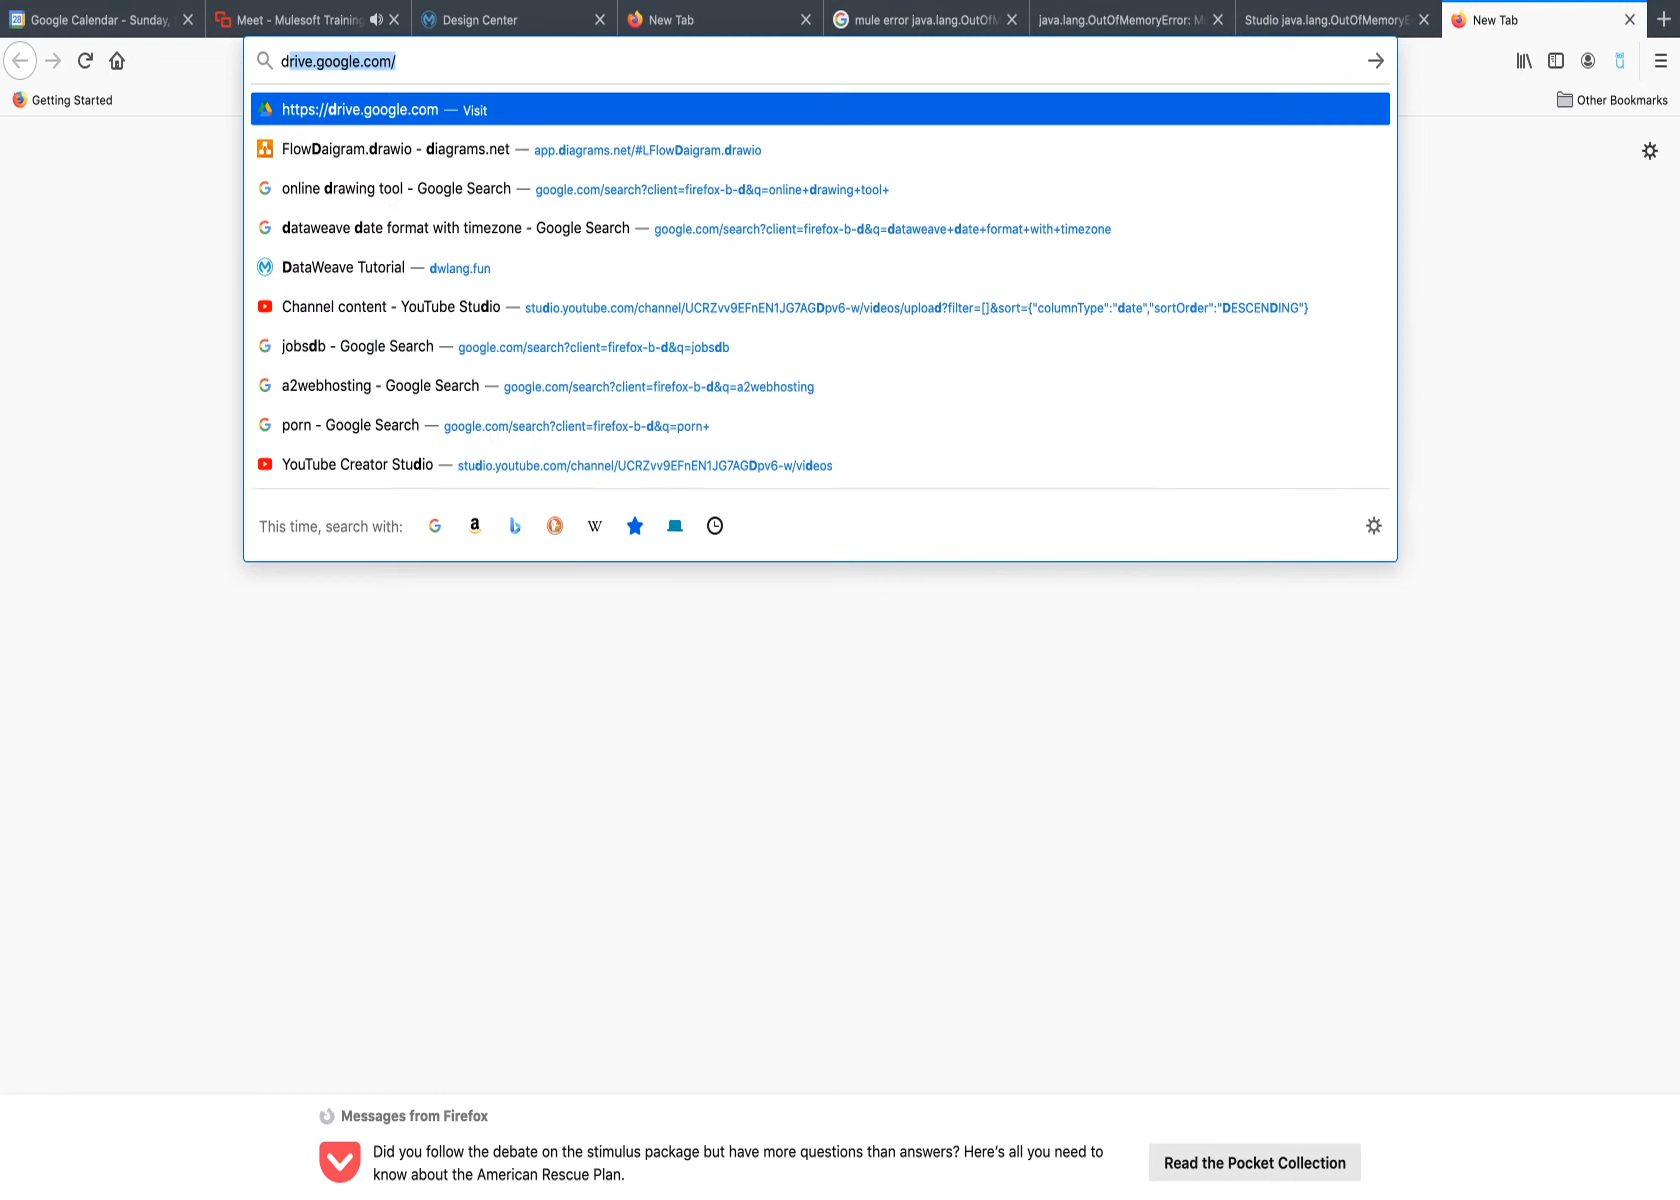 Google Calendar - Sunday,
Meet - Mulesoft Training
Design Center
New Tab
mule error java.lang.OutOfM
java.lang.OutOfMemoryError: M
Studio java.lang.OutOfMemoryE
New Tab
drive.google.com/
Getting Started
Other Bookmarks
https://drive.google.com — Visit
FlowDaigram.drawio - diagrams.net — app.diagrams.net/#LFlowDaigram.drawio
online drawing tool - Google Search — google.com/search?client=firefox-b-d&q=online+drawing+tool+
dataweave date format with timezone - Google Search — google.com/search?client=firefox-b-d&q=dataweave+date+format+with+timezone
DataWeave Tutorial — dwlang.fun
Channel content - YouTube Studio — studio.youtube.com/channel/UCRZvv9EFnEN1JG7AGDpv6-w/videos/upload?filter=[]&sort={"columnType":"date","sortOrder":"DESCENDING"}
jobsdb - Google Search — google.com/search?client=firefox-b-d&q=jobsdb
a2webhosting - Google Search — google.com/search?client=firefox-b-d&q=a2webhosting
porn - Google Search — google.com/search?client=firefox-b-d&q=porn+
YouTube Creator Studio — studio.youtube.com/channel/UCRZvv9EFnEN1JG7AGDpv6-w/videos
This time, search with:
Messages from Firefox
Did you follow the debate on the stimulus package but have more questions than answers? Here's all you need to
know about the American Rescue Plan.
Read the Pocket Collection